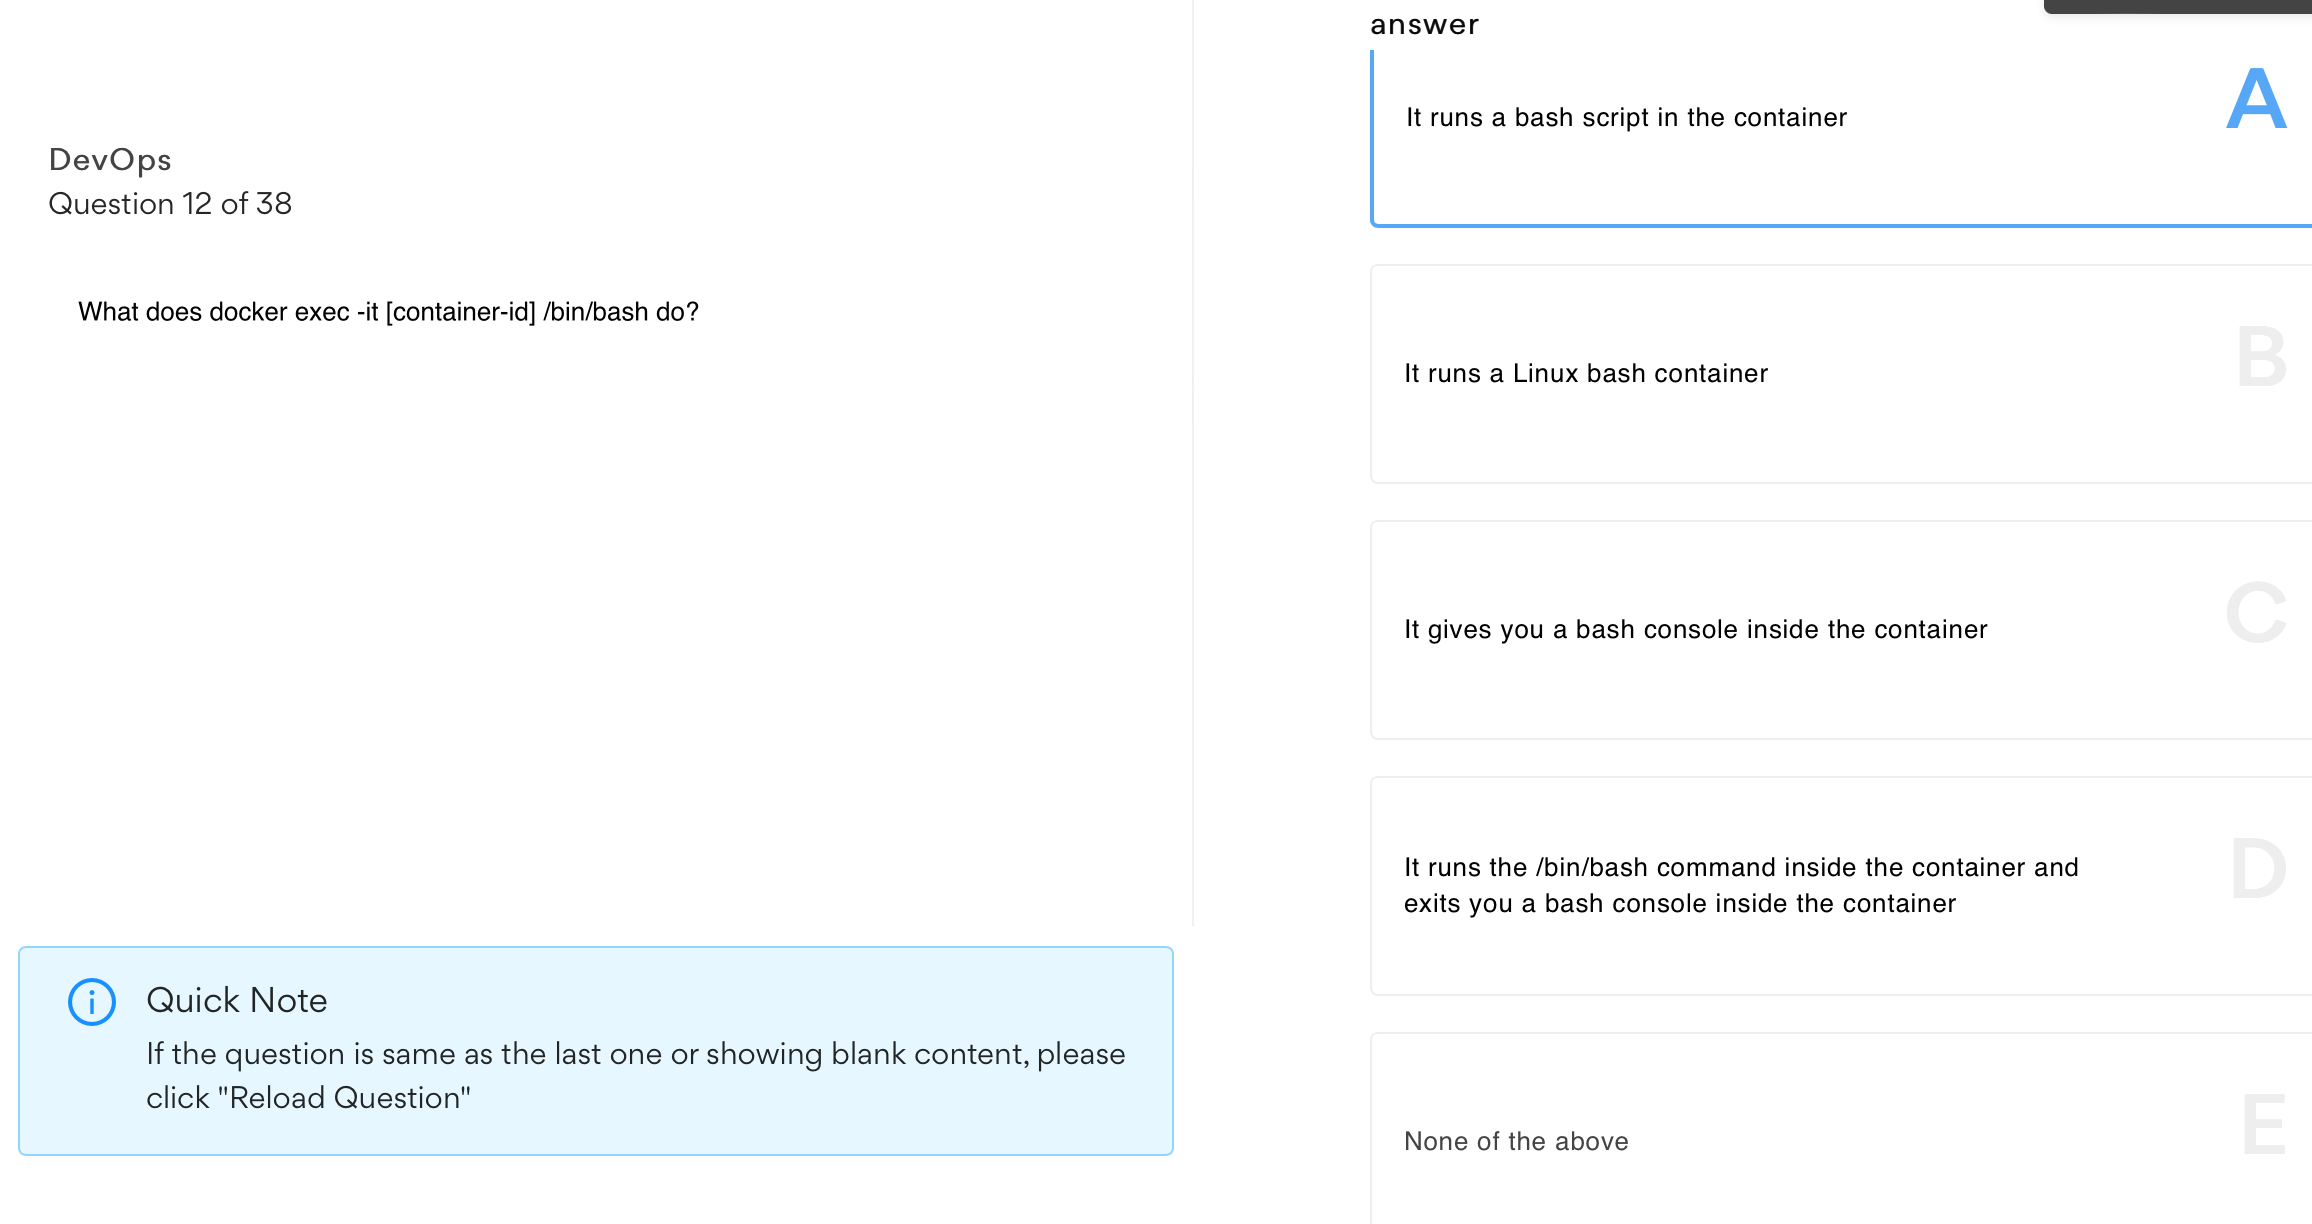 DevOps
Question 12 of 38
What does docker exec -it [container-id] /bin/bash do?
Quick Note
If the question is same as the last one or showing blank content, please
click "Reload Question"
answer
It runs a bash script in the container
A
It runs a Linux bash container
B
It gives you a bash console inside the container
C
It runs the /bin/bash command inside the container and
exits you a bash console inside the container
D
None of the above
E